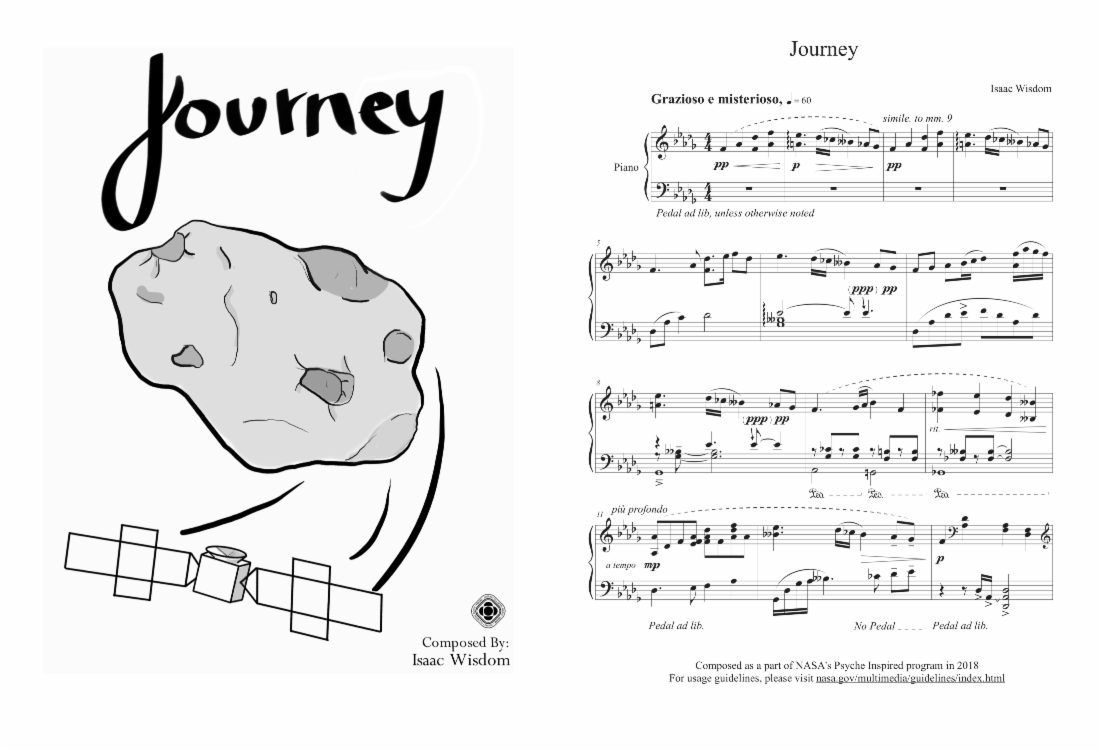 Journey
Composed By:
Isaac Wisdom
Journey
Isaac Wisdom
Grazioso e misterioso, ♩ = 60
simile. to mm. 9
Piano
pp p pp
Pedal ad lib, unless otherwise noted
5
(ppp) pp
8
(ppp) pp
rit.
Ped. Ped. Ped.
11 più profondo
a tempo mp
p
Pedal ad lib. No Pedal Pedal ad lib.
Composed as a part of NASA's Psyche Inspired program in 2018
For usage guidelines, please visit nasa.gov/multimedia/guidelines/index.html